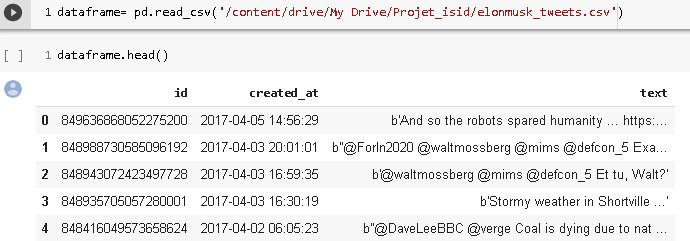 1 dataframe= pd.read_csv('/content/drive/My Drive/Projet_isid/elonmusk_tweets.csv')
[ ] 1 dataframe.head()
id created_at text
0 849636868052275200 2017-04-05 14:56:29 b'And so the robots spared humanity ... https:...
1 848988730585096192 2017-04-03 20:01:01 b"@ForIn2020 @waltmossberg @mims @defcon_5 Exa...
2 848943072423497728 2017-04-03 16:59:35 b'@waltmossberg @mims @defcon_5 Et tu, Walt?'
3 848935705057280001 2017-04-03 16:30:19 b'Stormy weather in Shortville ...'
4 848416049573658624 2017-04-02 06:05:23 b"@DaveLeeBBC @verge Coal is dying due to nat ...